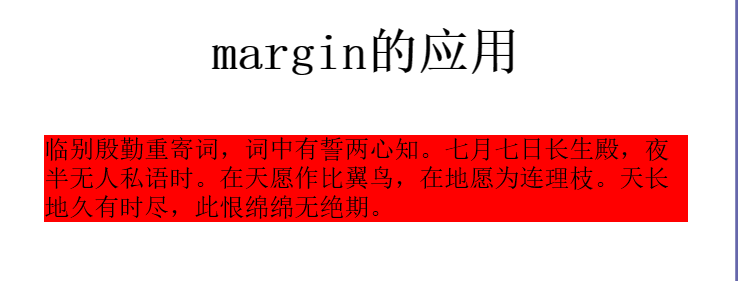 margin的应用
临别殷勤重寄词，词中有誓两心知。七月七日长生殿，夜
半无人私语时。在天愿作比翼鸟，在地愿为连理枝。天长
地久有时尽，此恨绵绵无绝期。